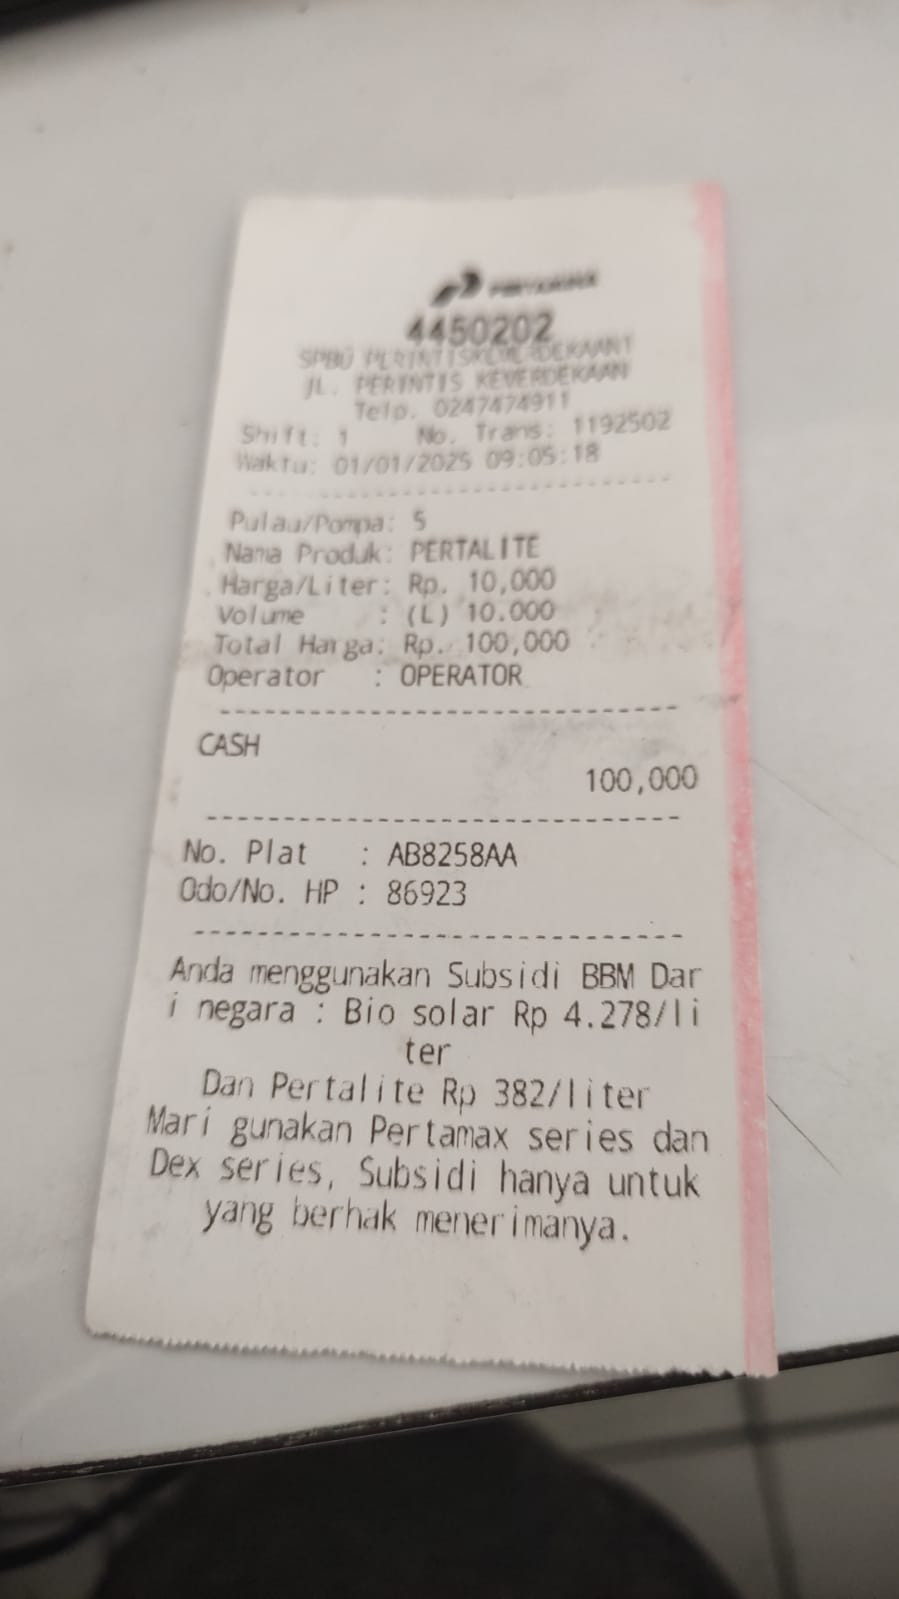 PERTAMINA
4450202
SPBU PERINTISKEMERDEKAAN1
JL. PERINTIS KEMERDEKAAN
Telp. 0247474911
Shift: 1 No. Trans: 1192502
Waktu: 01/01/2025 09:05:18
Pulau/Pompa: 5
Nama Produk: PERTALITE
Harga/Liter: Rp. 10,000
Volume : (L) 10.000
Total Harga: Rp. 100,000
Operator : OPERATOR
CASH
100,000
No. Plat : AB8258AA
Odo/No. HP : 86923
Anda menggunakan Subsidi BBM Dar
i negara : Bio solar Rp 4.278/li
ter
Dan Pertalite Rp 382/liter
Mari gunakan Pertamax series dan
Dex series, Subsidi hanya untuk
yang berhak menerimanya.